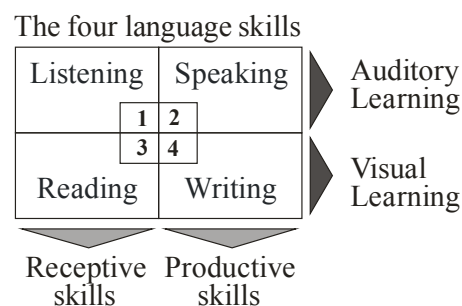 The four language skills
Listening Speaking
Auditory
Learning
1 2
3 4
Reading Writing
Visual
Learning
Receptive Productive
skills skills